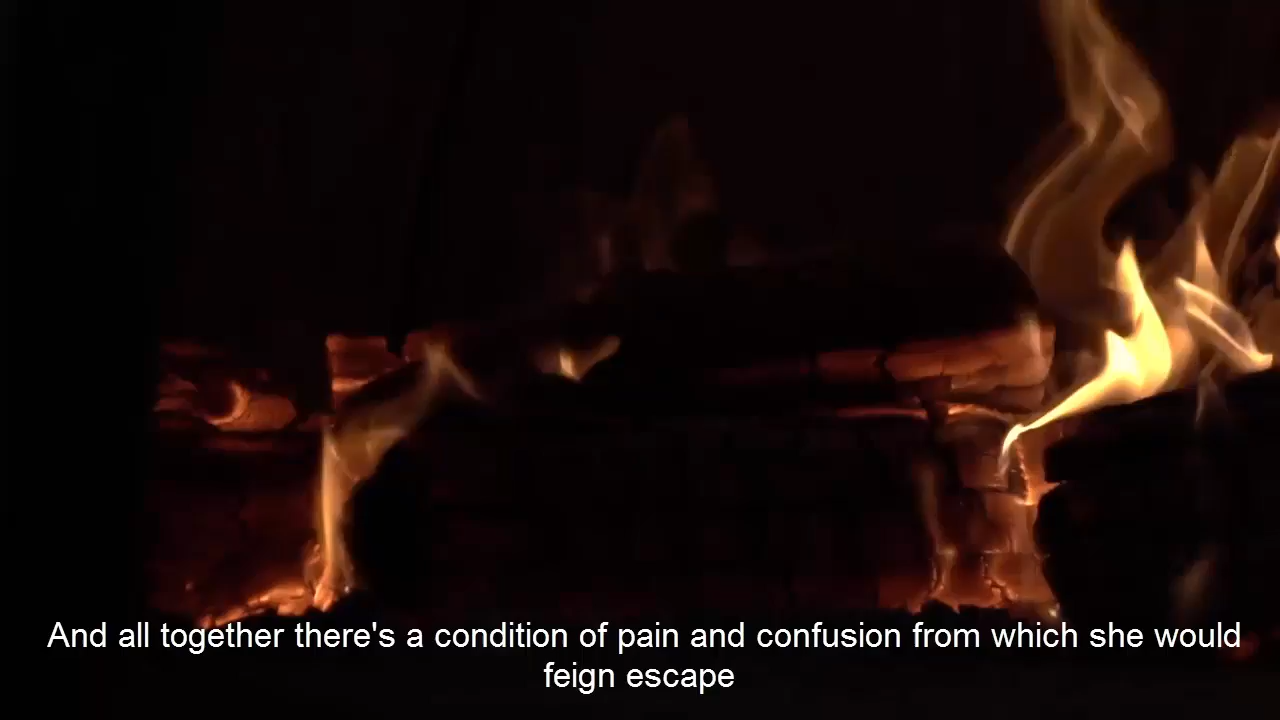 And all together there's a condition of pain and confusion from which she would
feign escape